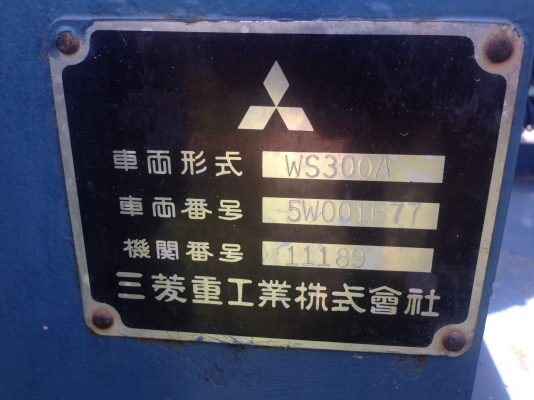 車両形式 WS300A
車両番号 5W001677
機関番号 11189
三菱重工業株式會社